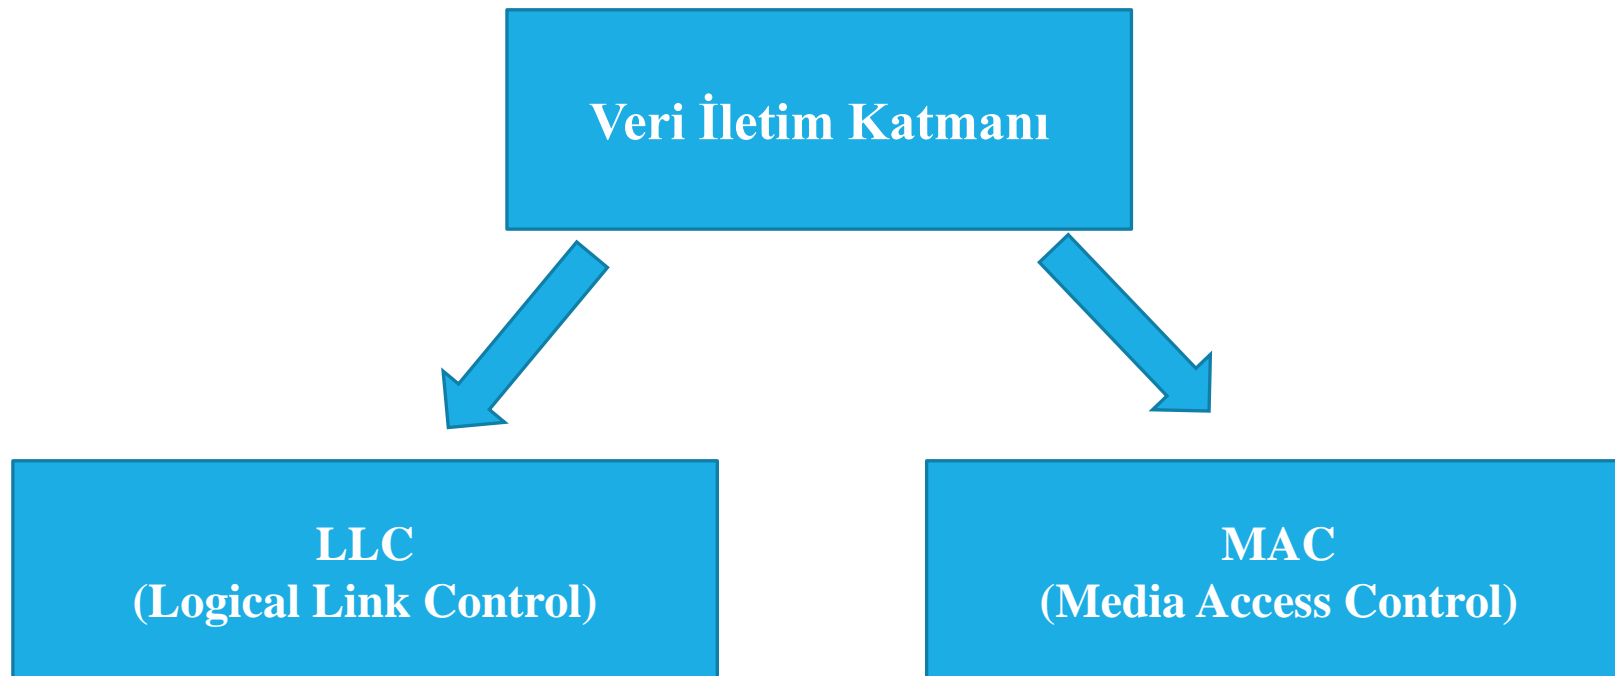 Veri İletim Katmanı
LLC
(Logical Link Control)
MAC
(Media Access Control)